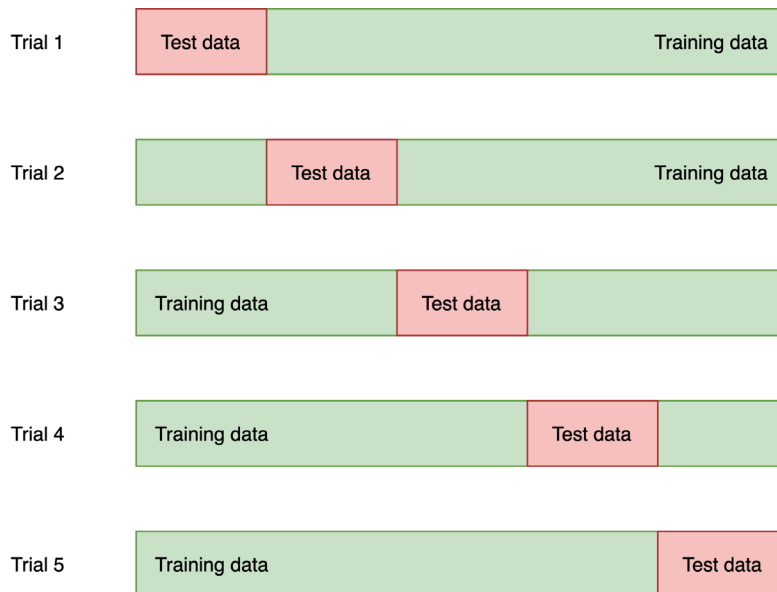 Trial 1 Test data Training data
Trial 2 Test data Training data
Trial 3 Training data Test data
Trial 4 Training data Test data
Trial 5 Training data Test data